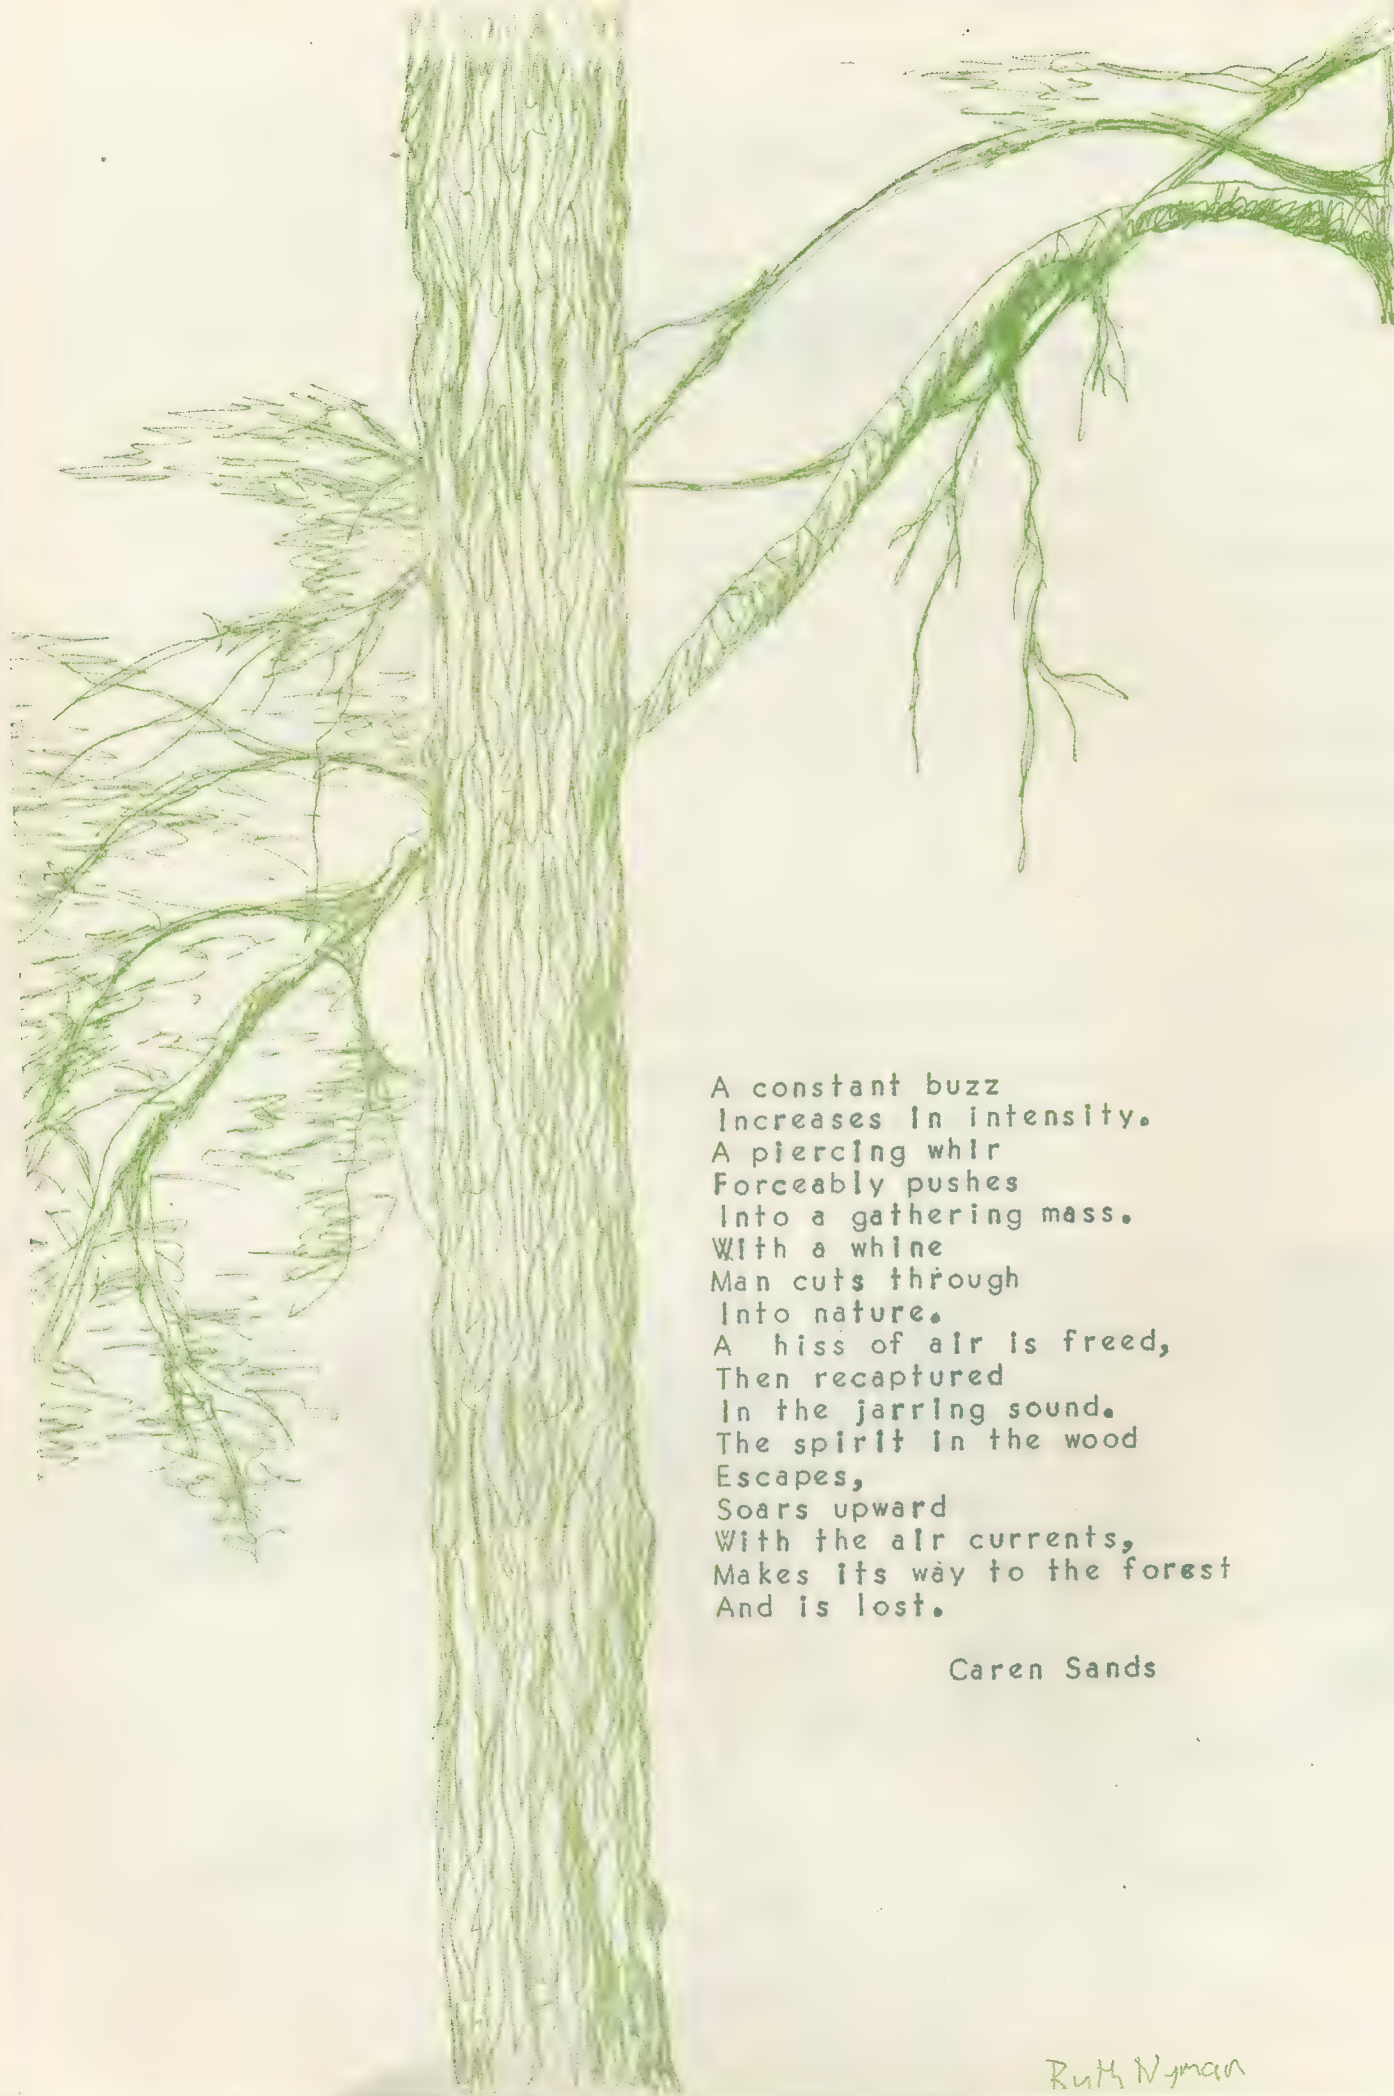 A constant buzz
Increases in intensity.
A piercing whir
Forceably pushes
Into a gathering mass.
With a whine
Man cuts through
Into nature.
A hiss of air is freed,
Then recaptured
In the jarring sound.
The spirit in the wood
Escapes,
Soars upward
With the air currents,
Makes its way to the forest
And is lost.
Caren Sands
Ruth Nyman